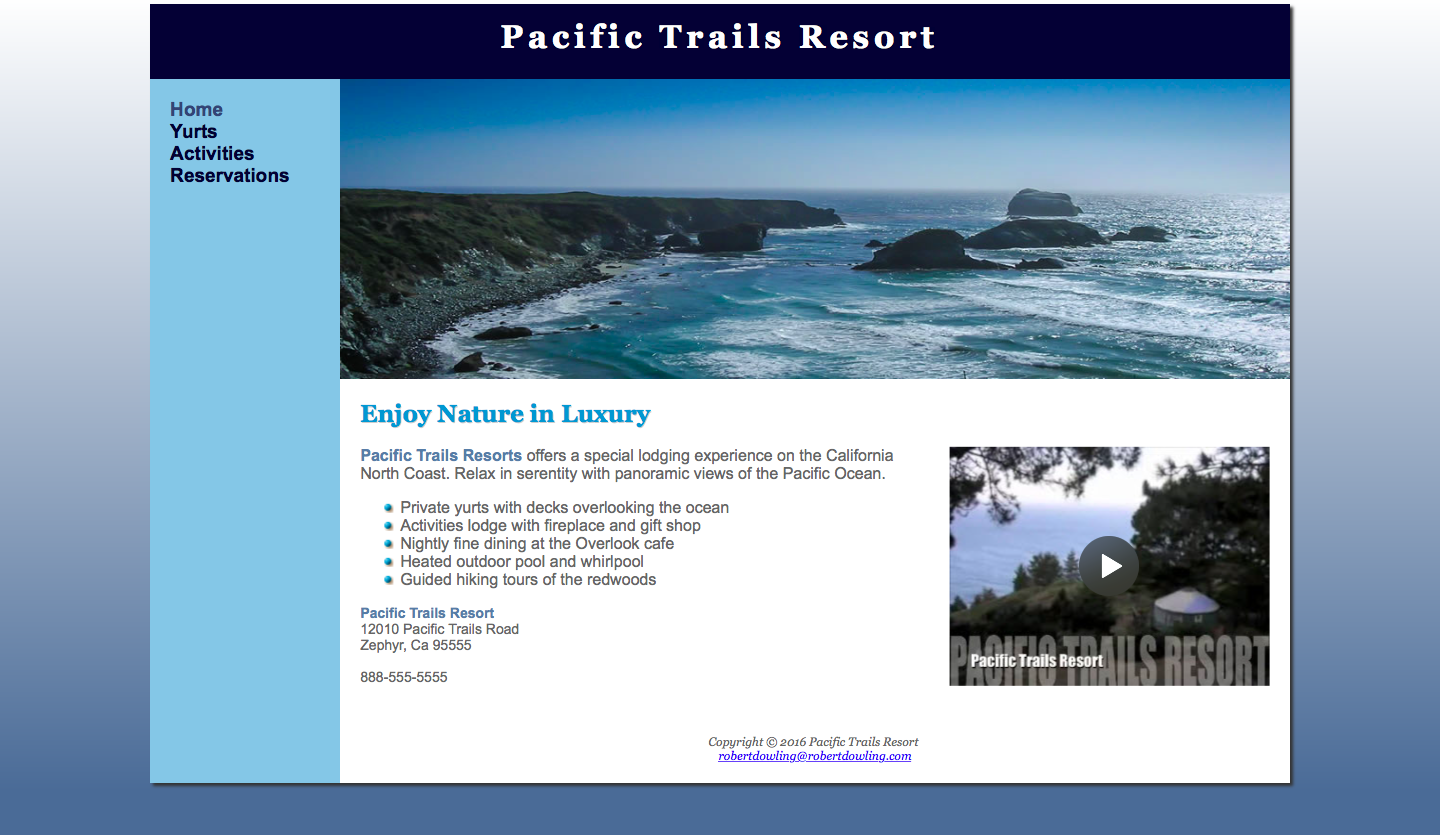 Pacific Trails Resort
Home
Yurts
Activities
Reservations
Enjoy Nature in Luxury
Pacific Trails Resorts offers a special lodging experience on the California
North Coast. Relax in serentity with panoramic views of the Pacific Ocean.
Private yurts with decks overlooking the ocean
Activities lodge with fireplace and gift shop
Nightly fine dining at the Overlook cafe
Heated outdoor pool and whirlpool
Guided hiking tours of the redwoods
Pacific Trails Resort
12010 Pacific Trails Road
Zephyr, Ca 95555
888-555-5555
PACIFIC TRAILS RESORT
Pacific Trails Resort
Copyright © 2016 Pacific Trails Resort
robertdowling@robertdowling.com